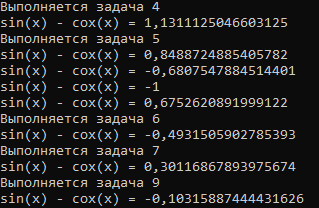 Выполняется задача 4
sin(x) - cox(x) = 1,1311125046603125
Выполняется задача 5
sin(x) - cox(x) = 0,8488724885405782
sin(x) - cox(x) = -0,6807547884514401
sin(x) - cox(x) = -1
sin(x) - cox(x) = 0,6752620891999122
Выполняется задача 6
sin(x) - cox(x) = -0,4931505902785393
Выполняется задача 7
sin(x) - cox(x) = 0,30116867893975674
Выполняется задача 9
sin(x) - cox(x) = -0,10315887444431626